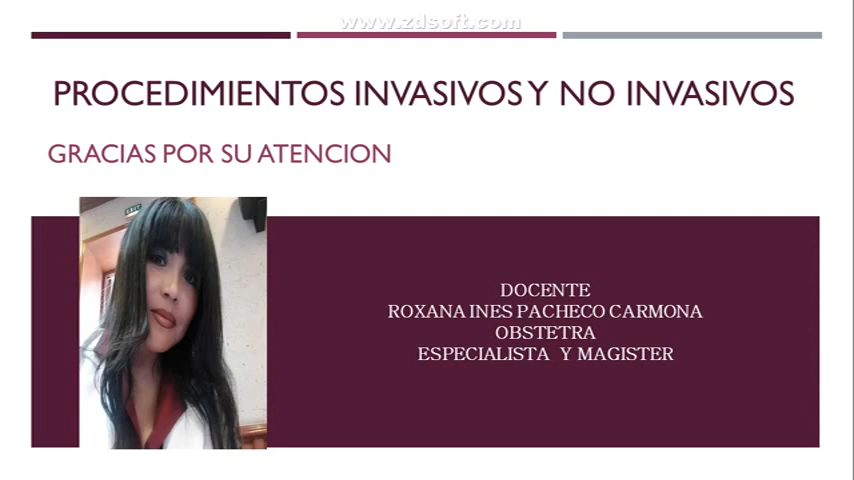 www.zdsoft.com
PROCEDIMIENTOS INVASIVOS Y NO INVASIVOS
GRACIAS POR SU ATENCION
EXIT
DOCENTE
ROXANA INES PACHECO CARMONA
OBSTETRA
ESPECIALISTA Y MAGISTER